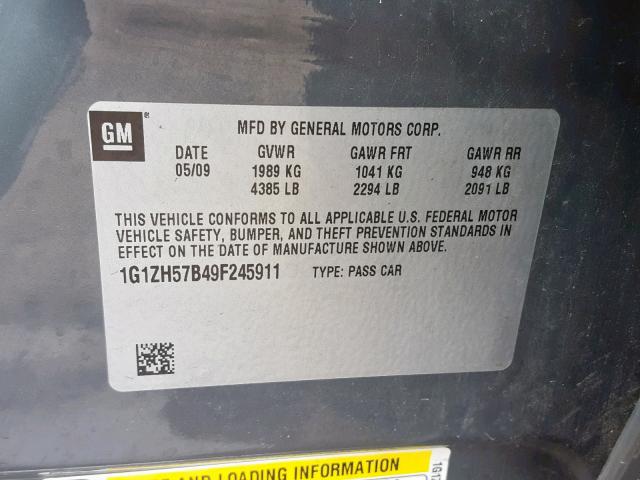 GM
MFD BY GENERAL MOTORS CORP.
DATE GVWR GAWR FRT GAWR RR
05/09 1989 KG 1041 KG 948 KG
4385 LB 2294 LB 2091 LB
THIS VEHICLE CONFORMS TO ALL APPLICABLE U.S. FEDERAL MOTOR
VEHICLE SAFETY, BUMPER, AND THEFT PREVENTION STANDARDS IN
EFFECT ON THE DATE OF MANUFACTURE SHOWN ABOVE.
1G1ZH57B49F245911 TYPE: PASS CAR
AND LOADING INFORMATION